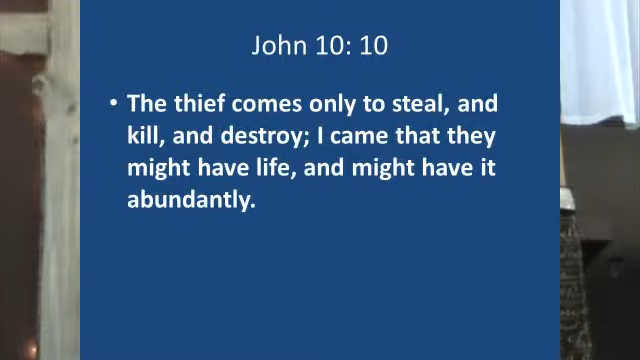 John 10: 10
• The thief comes only to steal, and
kill, and destroy; I came that they
might have life, and might have it
abundantly.